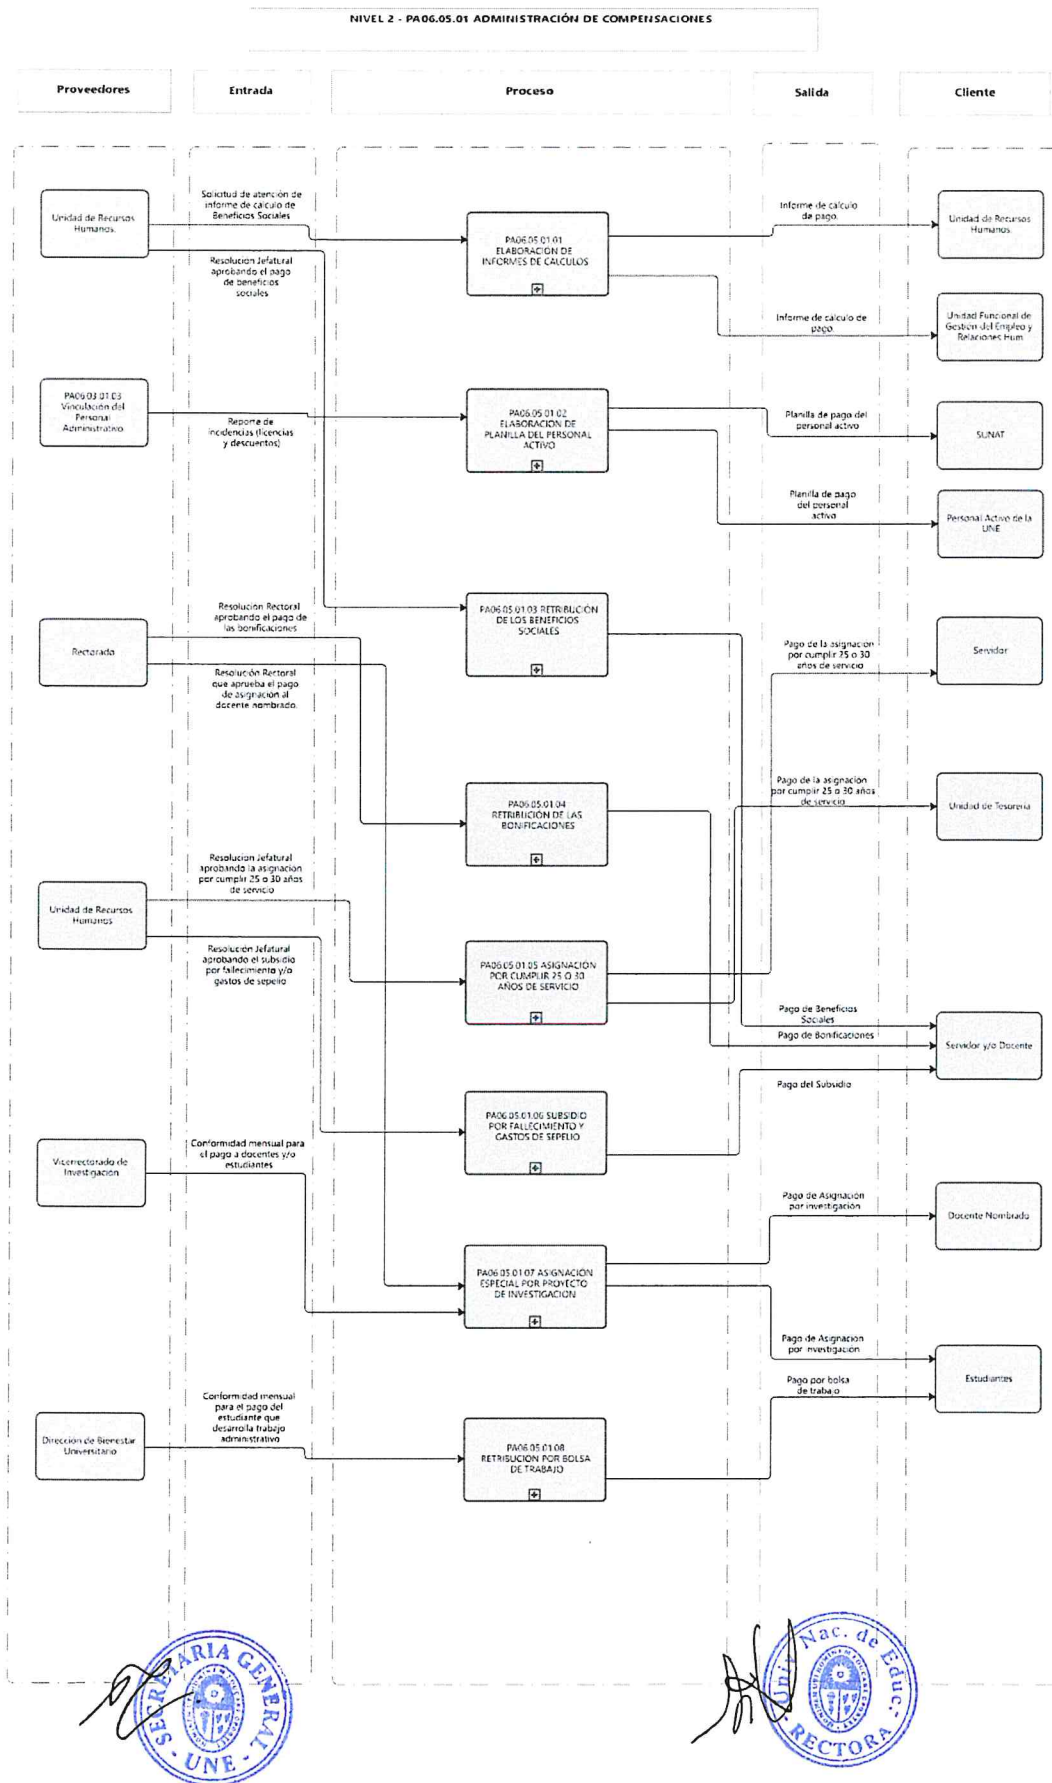 NIVEL 2 - PA06.05.01 ADMINISTRACIÓN DE COMPENSACIONES
Proveedores
Entrada
Proceso
Salida
Cliente
Unidad de Recursos
Humanos.
Solicitud de atención de
informe de cálculo de
Beneficios Sociales
Resolución Jefatural
aprobando el pago
de beneficios
sociales
PA06.05.01.01
ELABORACIÓN DE
INFORMES DE CALCULOS
Informe de cálculo
de pago.
Unidad de Recursos
Humanos.
Informe de cálculo de
pago.
Unidad Funcional de
Gestión del Empleo y
Relaciones Hum.
PA06.03.01.03
Vinculación del
Personal
Administrativo
Reporte de
incidencias (licencias
y descuentos)
PA06.05.01.02
ELABORACION DE
PLANILLA DEL PERSONAL
ACTIVO
Planilla de pago del
personal activo
SUNAT
Planilla de pago
del personal
activo
Personal Activo de la
UNE
Rectorado
Resolución Rectoral
aprobando el pago de
las bonificaciones
Resolución Rectoral
que aprueba el pago
de asignación al
docente nombrado.
PA06.05.01.03 RETRIBUCIÓN
DE LOS BENEFICIOS
SOCIALES
Pago de la asignación
por cumplir 25 o 30
años de servicio
Servidor
PA06.05.01.04
RETRIBUCIÓN DE LAS
BONIFICACIONES
Pago de la asignación
por cumplir 25 o 30 años
de servicio
Unidad de Tesorería
Unidad de Recursos
Humanos
Resolución Jefatural
aprobando la asignación
por cumplir 25 o 30 años
de servicio
Resolución Jefatural
aprobando el subsidio
por fallecimiento y/o
gastos de sepelio
PA06.05.01.05 ASIGNACIÓN
POR CUMPLIR 25 O 30
AÑOS DE SERVICIO
Pago de Beneficios
Sociales
Pago de Bonificaciones
Servidor y/o Docente
Pago del Subsidio
PA06.05.01.06 SUBSIDIO
POR FALLECIMIENTO Y
GASTOS DE SEPELIO
Vicerrectorado de
Investigación
Conformidad mensual para
el pago a docentes y/o
estudiantes
PA06.05.01.07 ASIGNACIÓN
ESPECIAL POR PROYECTO
DE INVESTIGACION
Pago de Asignación
por investigación
Docente Nombrado
Pago de Asignación
por investigación
Pago por bolsa
de trabajo
Estudiantes
Dirección de Bienestar
Universitario
Conformidad mensual
para el pago del
estudiante que
desarrolla trabajo
administrativo
PA06.05.01.08
RETRIBUCION POR BOLSA
DE TRABAJO
SECRETARIA GENERAL
- UNE -
Univ. Nac. de Educ.
- RECTORA -